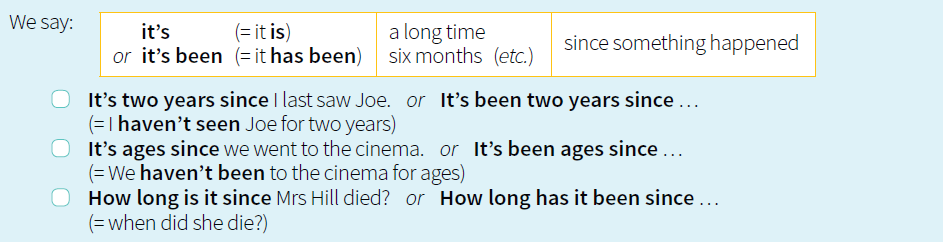 We say:
it’s (= it is) a long time
or it’s been (= it has been) six months (etc.) since something happened
It’s two years since I last saw Joe. or It’s been two years since …
(= I haven’t seen Joe for two years)
It’s ages since we went to the cinema. or It’s been ages since …
(= We haven’t been to the cinema for ages)
How long is it since Mrs Hill died? or How long has it been since …
(= when did she die?)